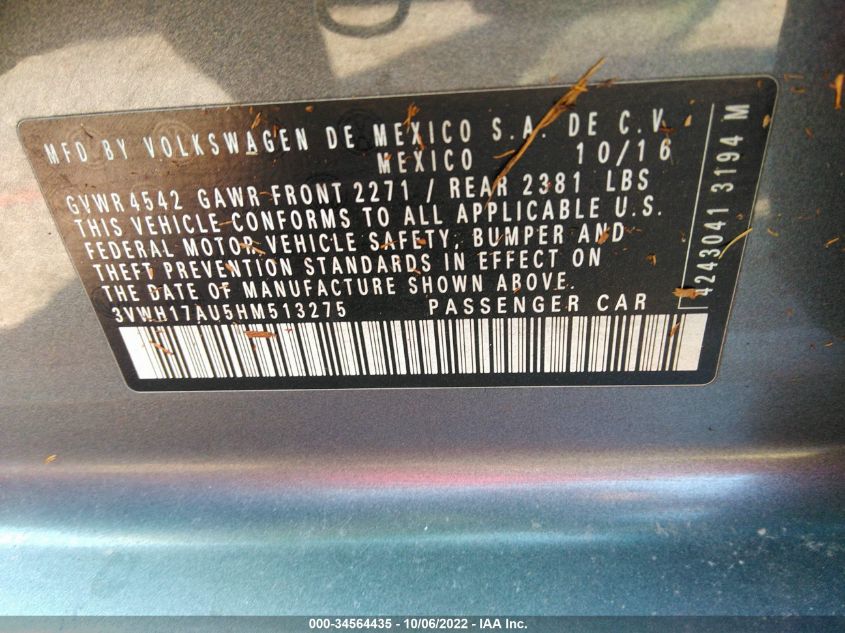 MFD BY VOLKSWAGEN DE MEXICO S.A. DE C.V.
MEXICO 10/16
GVWR 4542 GAWR FRONT 2271 / REAR 2381 LBS
THIS VEHICLE CONFORMS TO ALL APPLICABLE U.S.
FEDERAL MOTOR VEHICLE SAFETY, BUMPER AND
THEFT PREVENTION STANDARDS IN EFFECT ON
THE DATE OF MANUFACTURE SHOWN ABOVE.
3VWH17AU5HM513275 PASSENGER CAR
4243041 3194 M
000-34564435 - 10/06/2022 - IAA Inc.